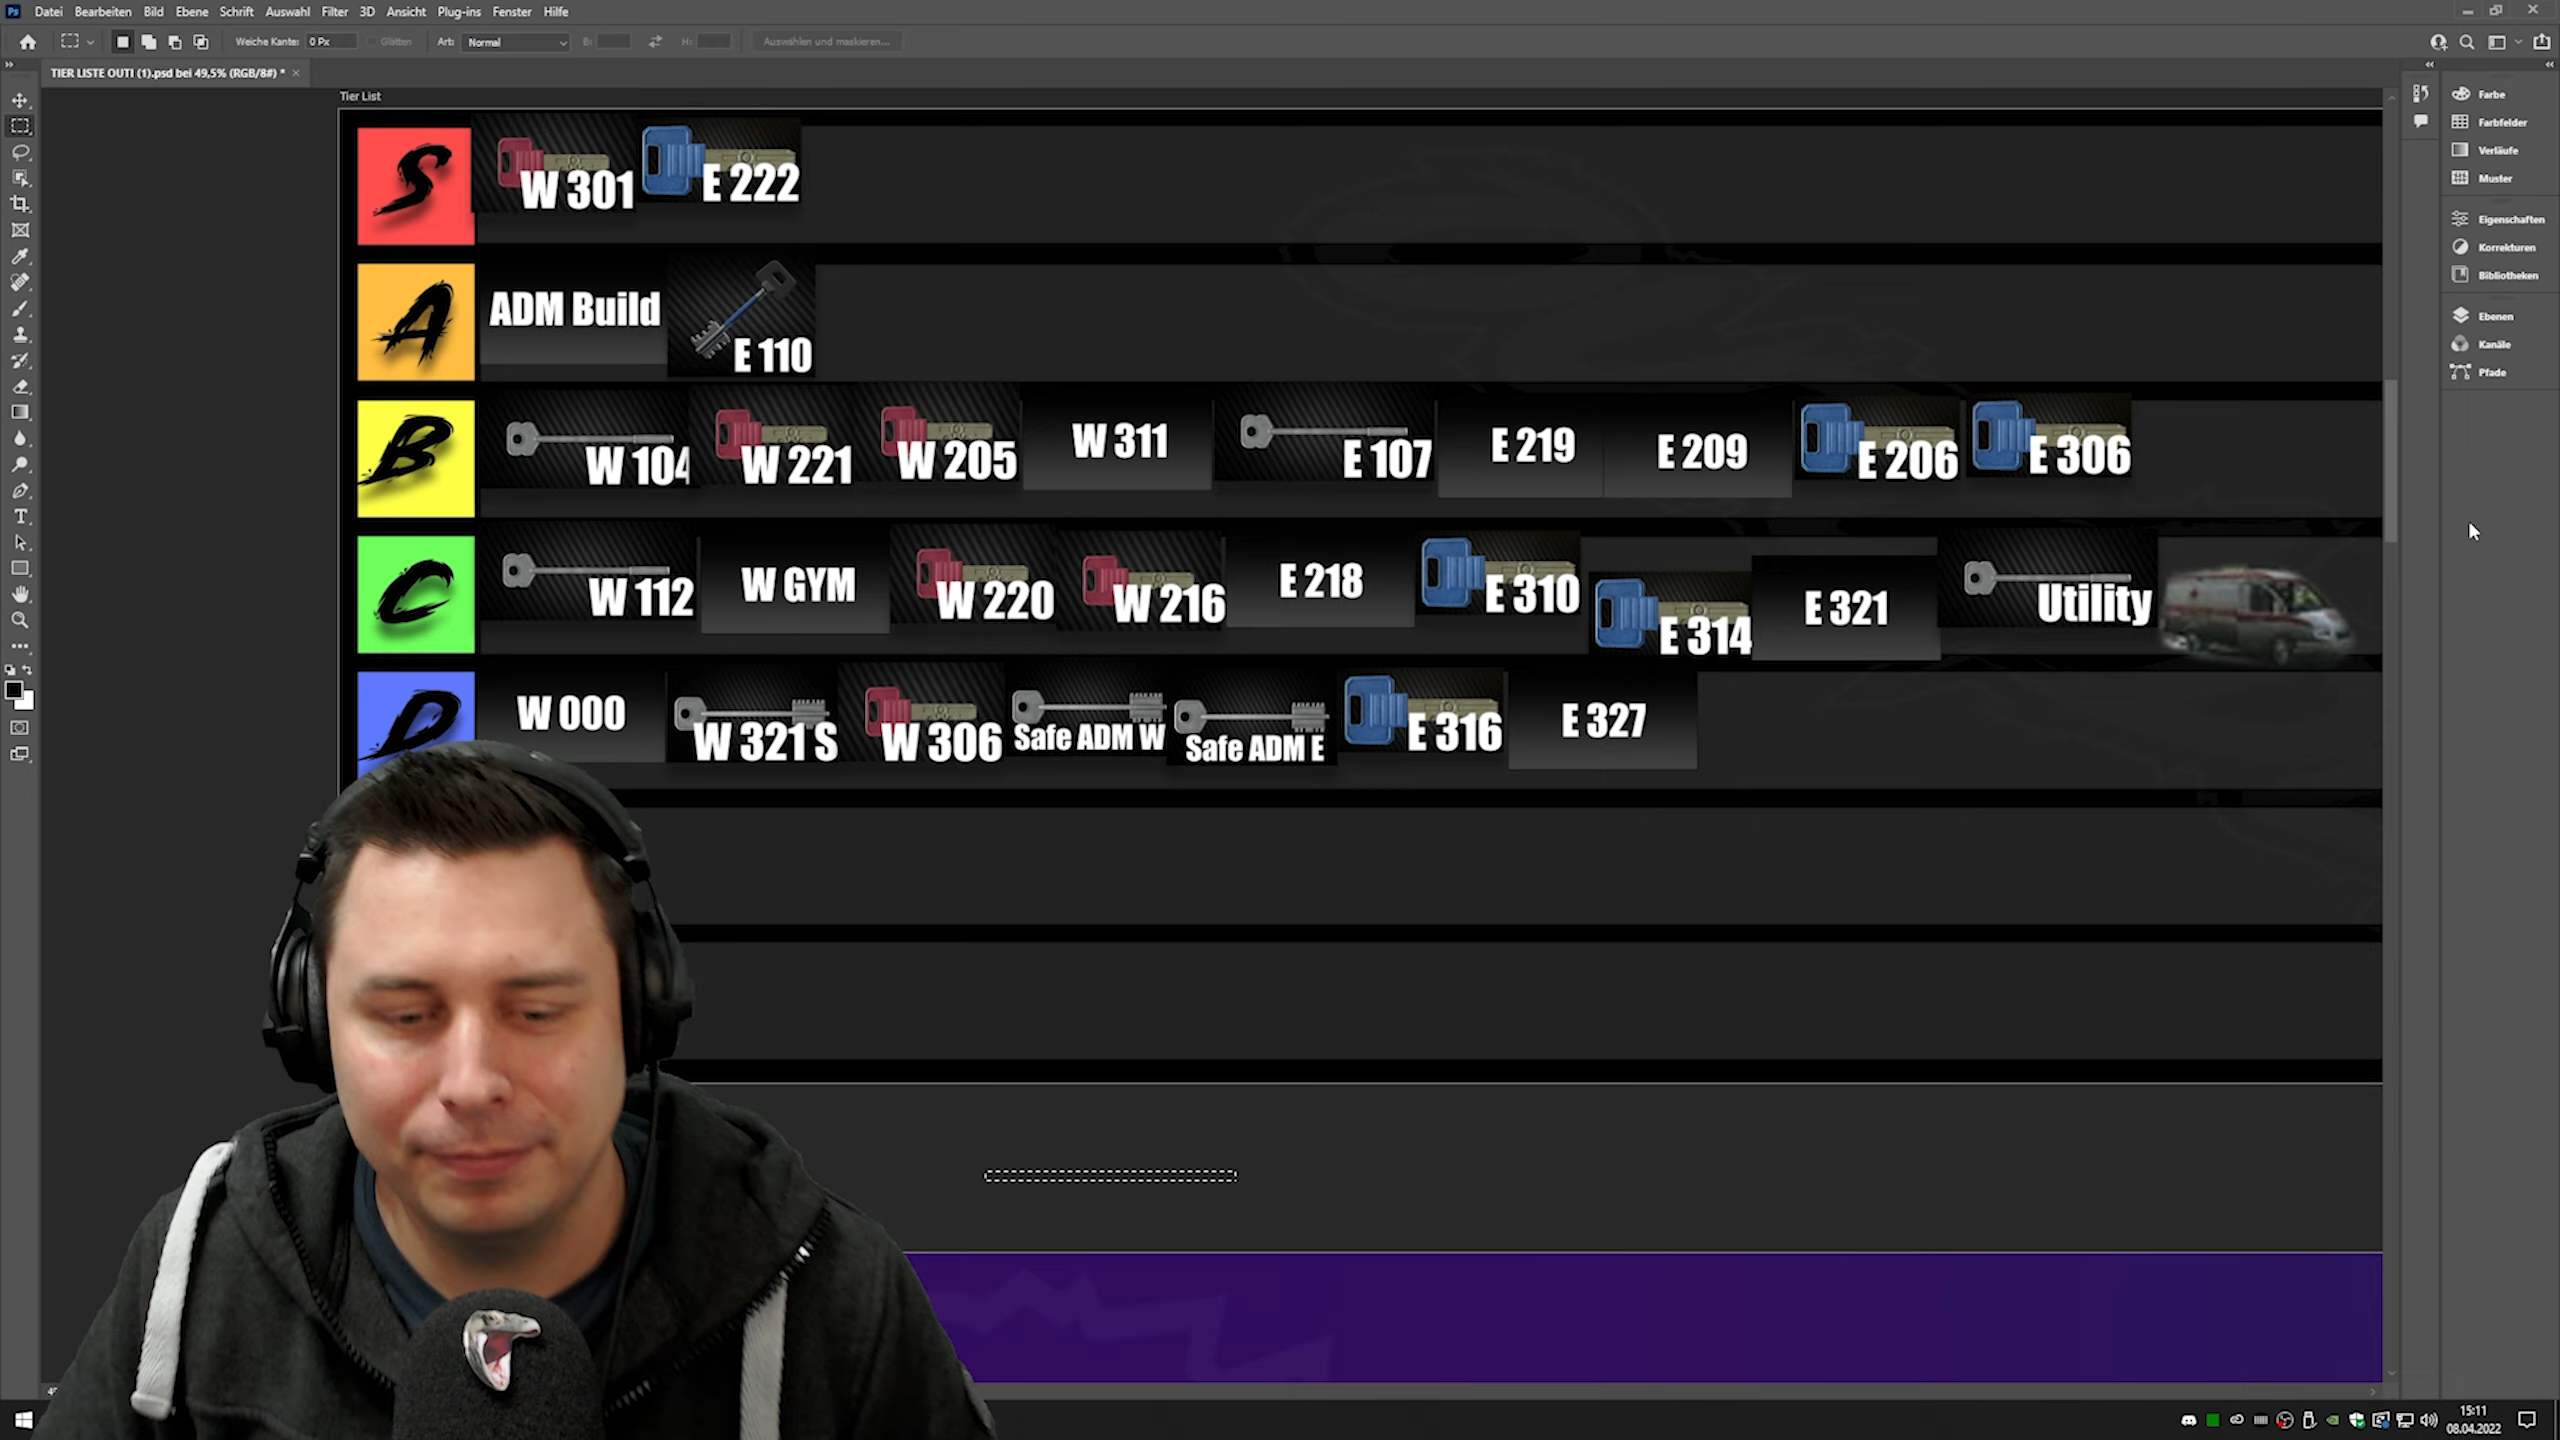 Ps Datei Bearbeiten Bild Ebene Schrift Auswahl Filter 3D Ansicht Plug-ins Fenster Hilfe
Weiche Kante: 0 Px Glätten Art: Normal B: H: Auswählen und maskieren...
TIER LISTE OUTI (1).psd bei 49,5% (RGB/8#) * ×
Tier List
S W 301 E 222
A ADM Build E 110
B W 104 W 221 W 205 W 311 E 107 E 219 E 209 E 206 E 306
C W 112 W GYM W 220 W 216 E 218 E 310 E 314 E 321 Utility
D W 000 W 321 S W 306 Safe ADM W Safe ADM E E 316 E 327
Farbe
Farbfelder
Verläufe
Muster
Eigenschaften
Korrekturen
Bibliotheken
Ebenen
Kanäle
Pfade
15:11
08.04.2022